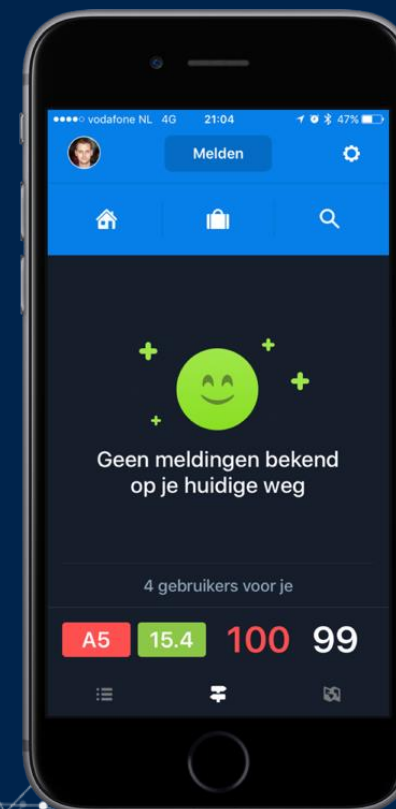 vodafone NL 4G 21:04 47%
Melden
Geen meldingen bekend
op je huidige weg
4 gebruikers voor je
A5 15.4 100 99